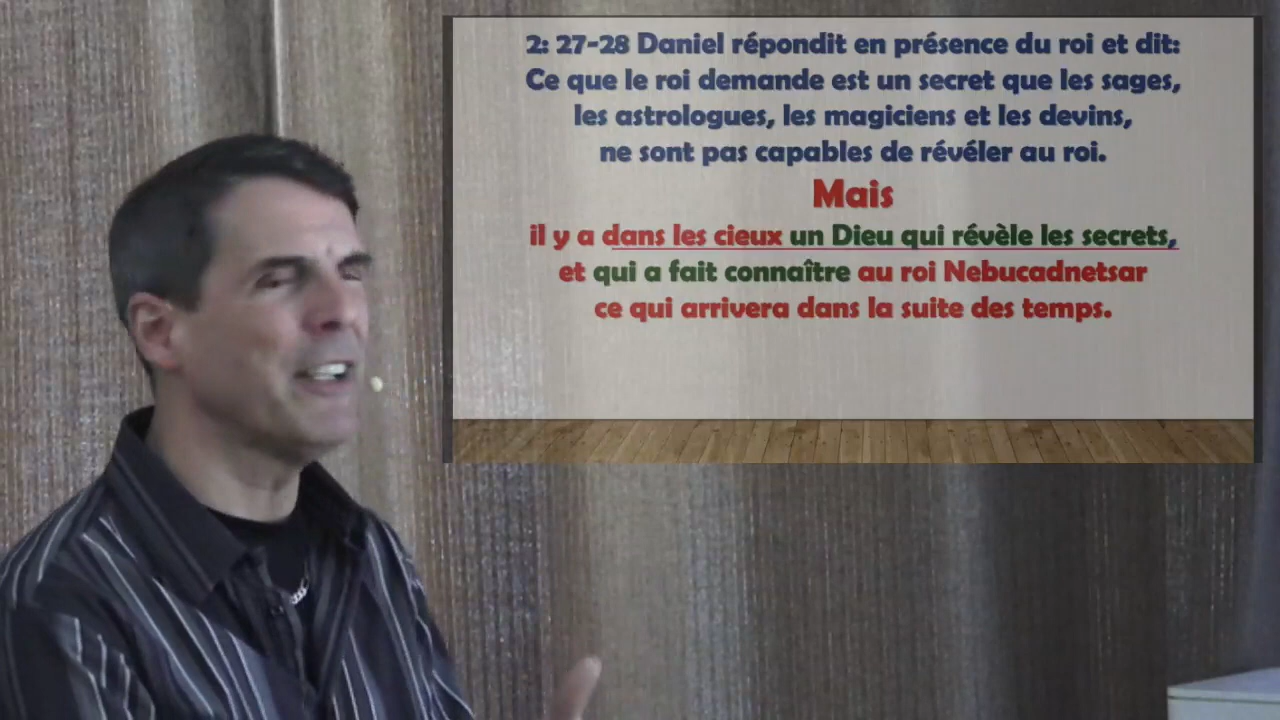 2: 27-28 Daniel répondit en présence du roi et dit:
Ce que le roi demande est un secret que les sages,
les astrologues, les magiciens et les devins,
ne sont pas capables de révéler au roi.
Mais
il y a dans les cieux un Dieu qui révèle les secrets,
et qui a fait connaître au roi Nebucadnetsar
ce qui arrivera dans la suite des temps.